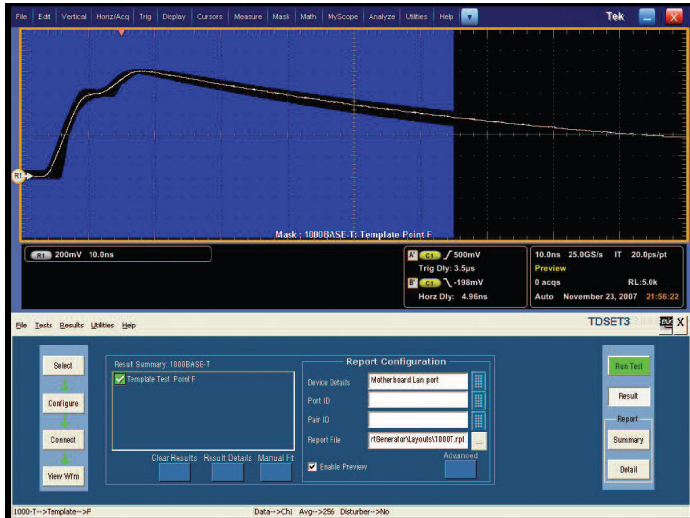 File Edit Vertical Horiz/Acq Trig Display Cursors Measure Mask Math MyScope Analyze Utilities Help Tek X
R1
Mask : 1000BASE-T: Template Point F
R1 200mV 10.0ns
A' C1 500mV
Trig Dly: 3.5µs
B' C1 -198mV
Horz Dly: 4.96ns
10.0ns 25.0GS/s IT 20.0ps/pt
Preview
0 acqs RL:5.0k
Auto November 23, 2007 21:56:22
File Tests Results Utilities Help TDSET3 Tek X
Select
Configure
Connect
View Wfm
Result Summary: 1000BASE-T
Template Test Point F
Clear Results Result Details Manual Fit
Report Configuration
Device Details Motherboard Lan port
Port ID
Pair ID
Report File rtGenerator\Layouts\1000T.rpl ...
Enable Preview
Advanced
Run Test
Result
Report
Summary
Detail
1000-T-->Template-->F Data-->Ch1 Avg-->256 Disturber-->No